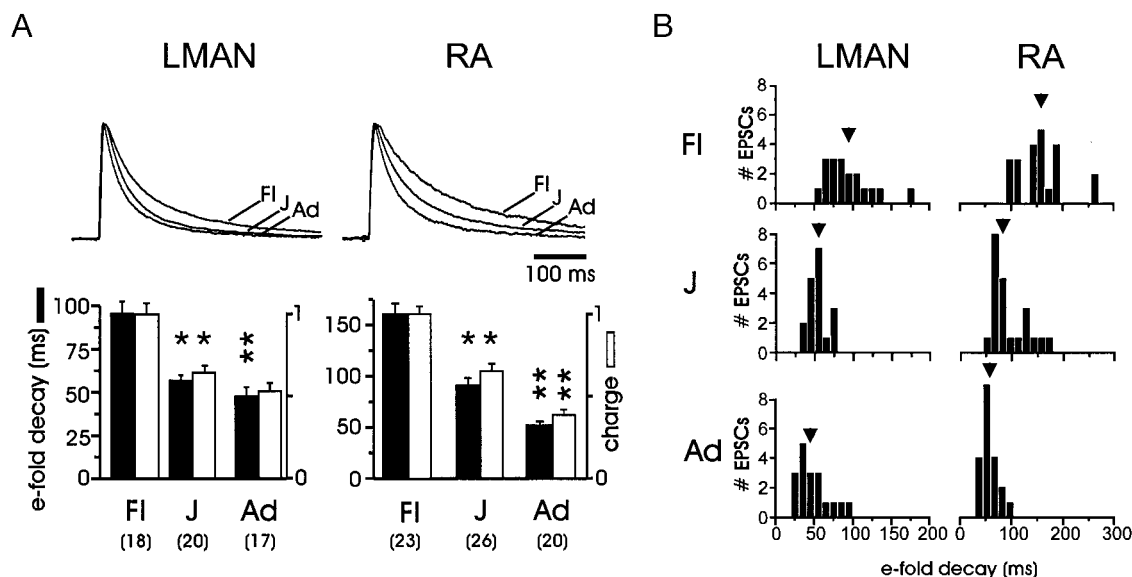 A
LMAN
RA
Fl
J
Ad
Fl
J
Ad
100 ms
e-fold decay (ms)
100
75
50
25
0
1
0
* *
**
Fl
J
Ad
(18)
(20)
(17)
150
100
50
0
1
0
charge
* *
** **
Fl
J
Ad
(23)
(26)
(20)
B
LMAN
RA
Fl
# EPSCs
8
6
4
2
0
J
# EPSCs
8
6
4
2
0
Ad
# EPSCs
8
6
4
2
0
0 50 100 150 200
0 100 200 300
e-fold decay (ms)